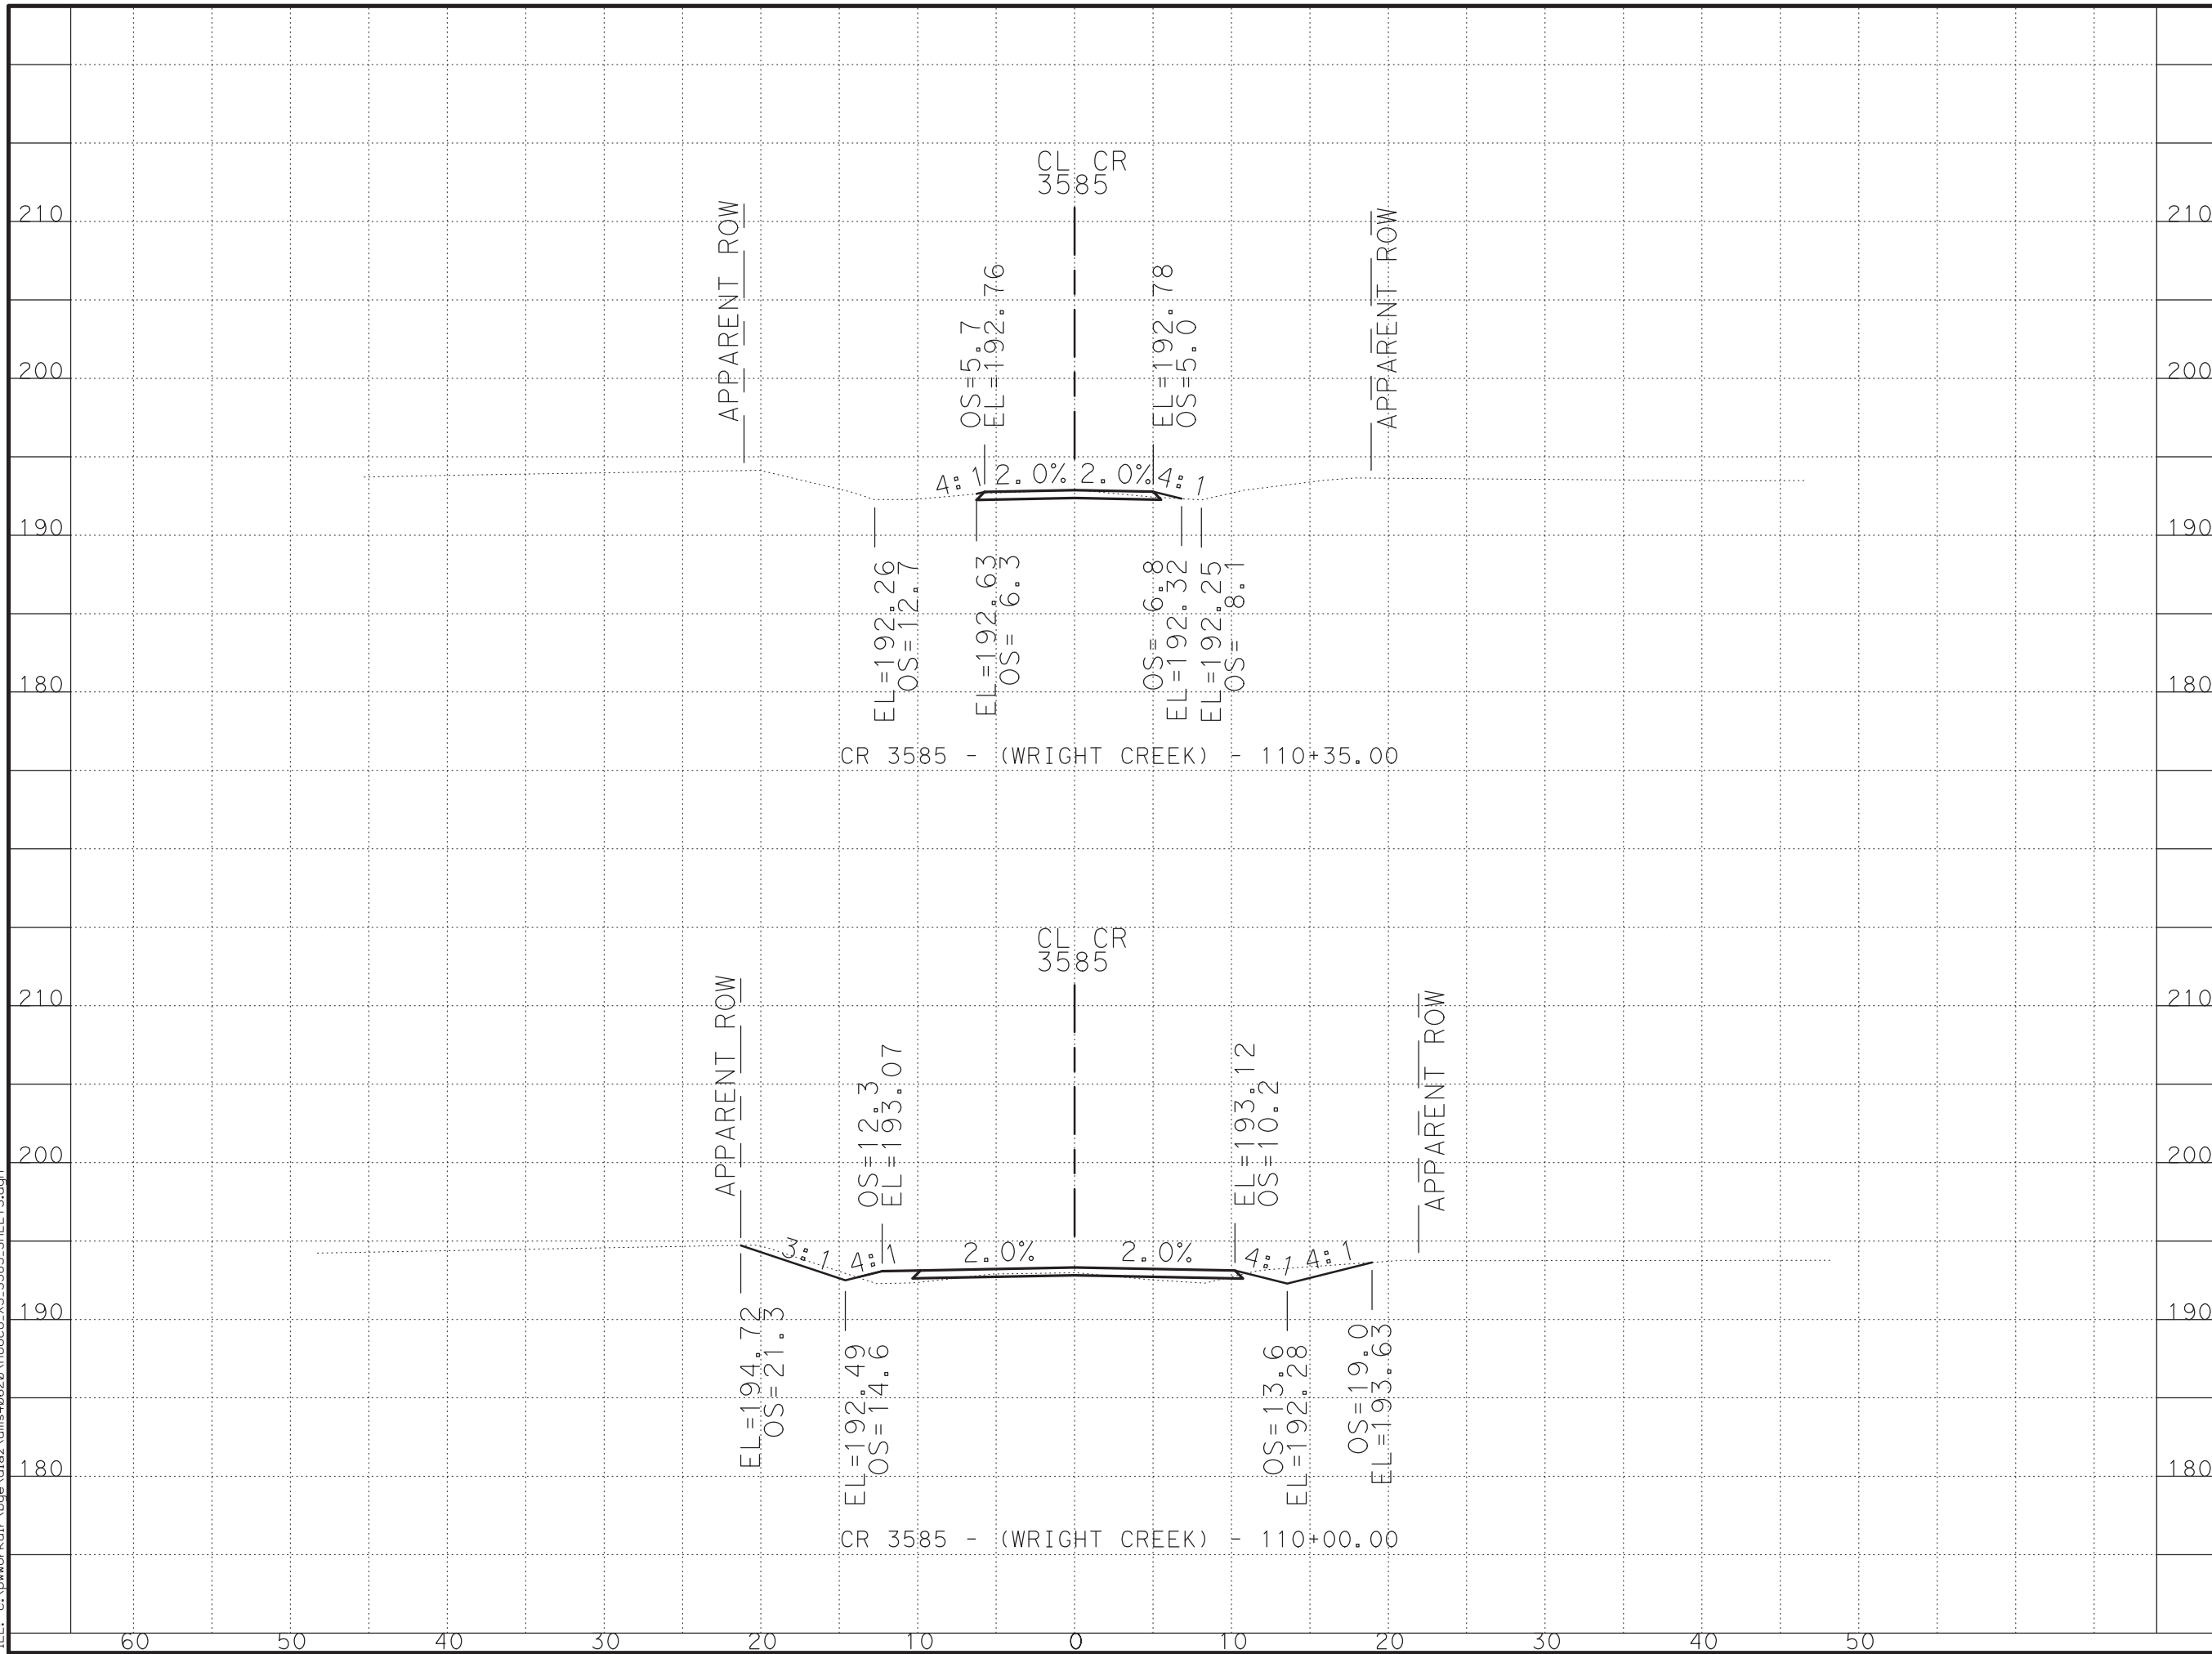 CL CR
3585
210
210
APPARENT ROW
OS=5.7
EL=192.76
EL=192.78
OS=5.0
APPARENT ROW
200
200
4:1
2.0%
2.0%
4:1
190
190
EL=192.26
OS=12.7
EL=192.63
OS= 6.3
OS= 6.8
EL=192.32
EL=192.25
OS= 8.1
180
180
CR 3585 - (WRIGHT CREEK) - 110+35.00
CL CR
3585
210
210
APPARENT ROW
OS=12.3
EL=193.07
EL=193.12
OS=10.2
APPARENT ROW
200
200
3:1
4:1
2.0%
2.0%
4:1
4:1
190
190
EL=194.72
OS=21.3
EL=192.49
OS=14.6
OS=13.6
EL=192.28
OS=19.0
EL=193.63
180
180
CR 3585 - (WRIGHT CREEK) - 110+00.00
60 50 40 30 20 10 0 10 20 30 40 50